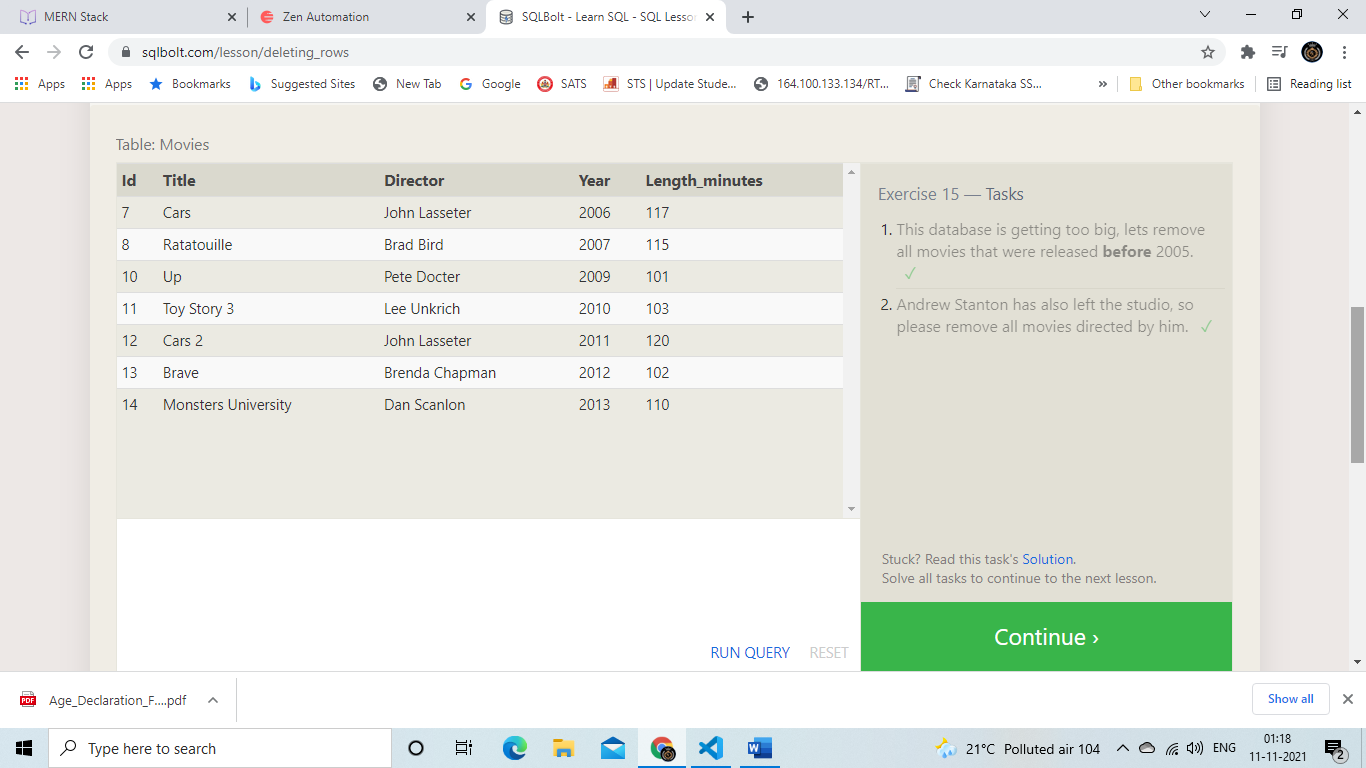 MERN Stack
Zen Automation
SQLBolt - Learn SQL - SQL Lesso
sqlbolt.com/lesson/deleting_rows
Apps Apps Bookmarks Suggested Sites New Tab Google SATS STS | Update Stude... 164.100.133.134/RT... Check Karnataka SS... » Other bookmarks Reading list
Table: Movies
Id Title Director Year Length_minutes
7 Cars John Lasseter 2006 117
8 Ratatouille Brad Bird 2007 115
10 Up Pete Docter 2009 101
11 Toy Story 3 Lee Unkrich 2010 103
12 Cars 2 John Lasseter 2011 120
13 Brave Brenda Chapman 2012 102
14 Monsters University Dan Scanlon 2013 110
RUN QUERY RESET
Exercise 15 — Tasks
1. This database is getting too big, lets remove
all movies that were released before 2005.
✓
2. Andrew Stanton has also left the studio, so
please remove all movies directed by him. ✓
Stuck? Read this task's Solution.
Solve all tasks to continue to the next lesson.
Continue ›
PDF Age_Declaration_F....pdf
Show all
Type here to search
21°C Polluted air 104
ENG
01:18
11-11-2021
2